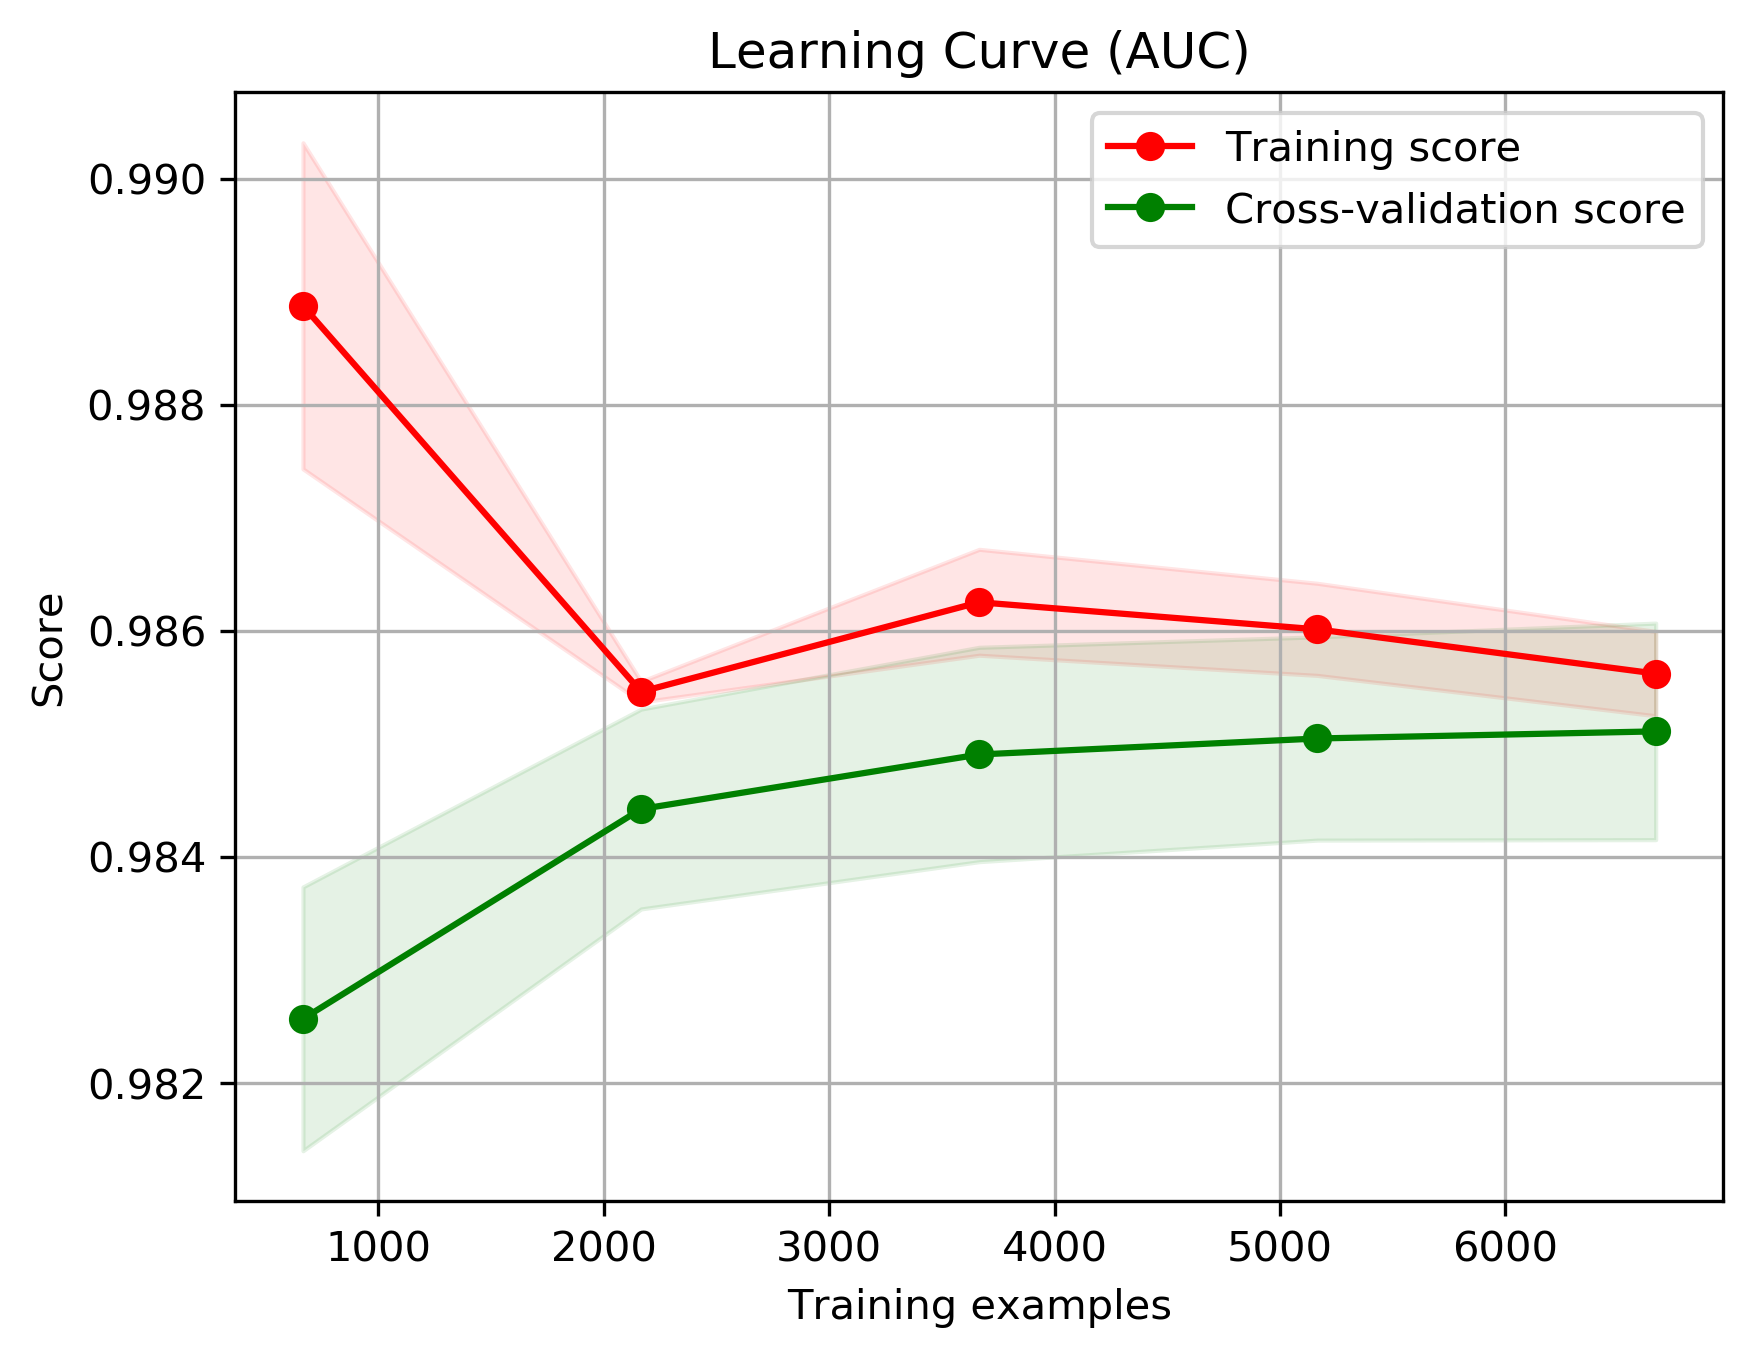 Learning Curve (AUC)
Training score
Cross-validation score
0.990
0.988
0.986
0.984
0.982
Score
1000 2000 3000 4000 5000 6000
Training examples